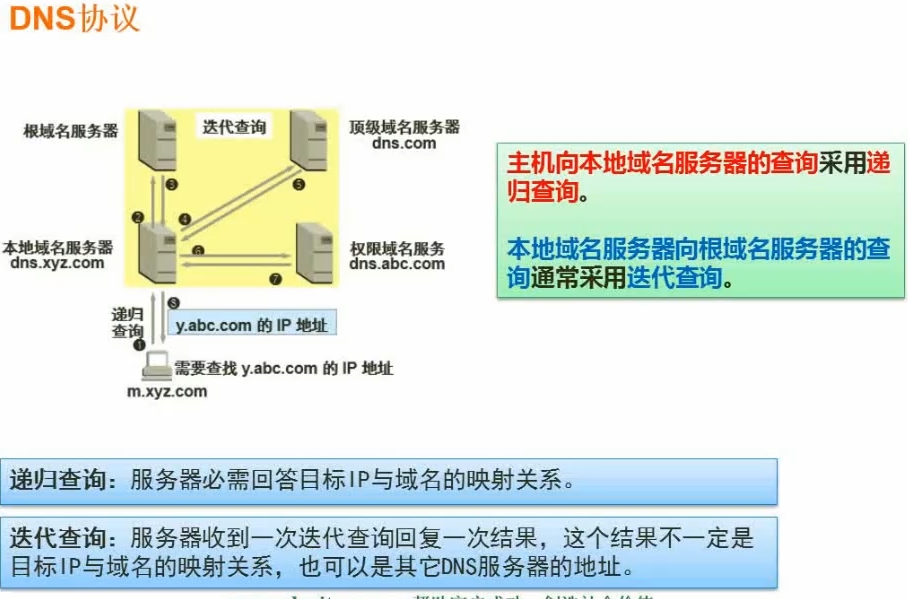 DNS协议
根域名服务器
迭代查询
顶级域名服务器
dns.com
❸
❺
❷
❹
本地域名服务器
dns.xyz.com
❻
权限域名服务
dns.abc.com
❼
递归
查询
❽
y.abc.com 的 IP 地址
❶
需要查找 y.abc.com 的 IP 地址
m.xyz.com
主机向本地域名服务器的查询采用递
归查询。
本地域名服务器向根域名服务器的查
询通常采用迭代查询。
递归查询：服务器必需回答目标IP与域名的映射关系。
迭代查询：服务器收到一次迭代查询回复一次结果，这个结果不一定是
目标IP与域名的映射关系，也可以是其它DNS服务器的地址。